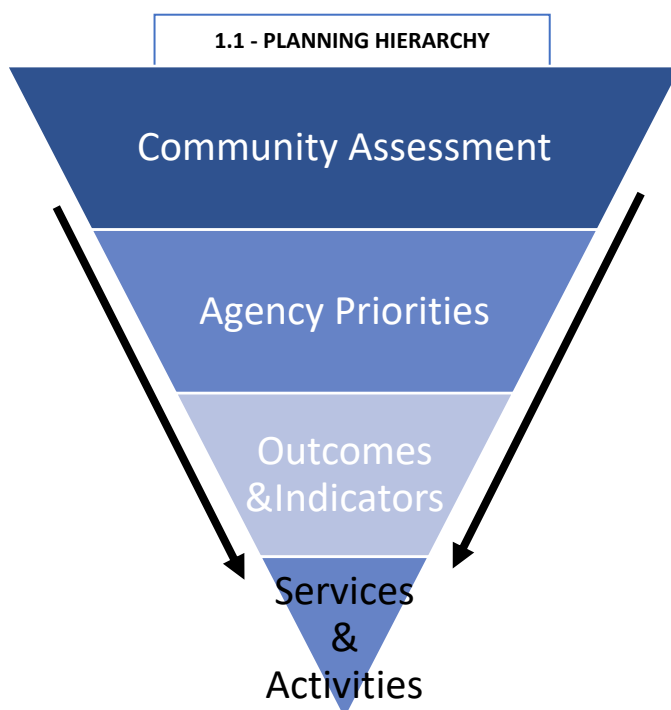 1.1 - PLANNING HIERARCHY
Community Assessment
Agency Priorities
Outcomes
&Indicators
Services
&
Activities